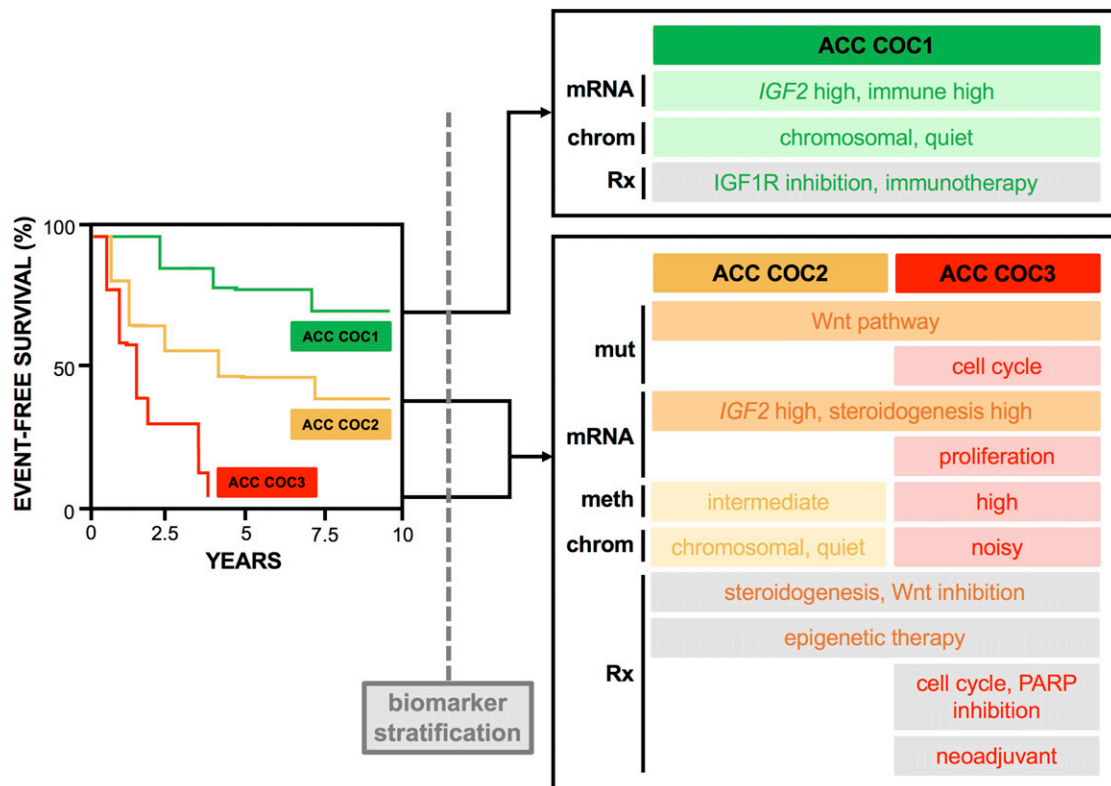 EVENT-FREE SURVIVAL (%)
100
50
0
0
2.5
5
7.5
10
YEARS
ACC COC1
ACC COC2
ACC COC3
biomarker
stratification
ACC COC1
mRNA
IGF2 high, immune high
chrom
chromosomal, quiet
Rx
IGF1R inhibition, immunotherapy
ACC COC2
ACC COC3
mut
Wnt pathway
cell cycle
mRNA
IGF2 high, steroidogenesis high
proliferation
meth
intermediate
high
chrom
chromosomal, quiet
noisy
Rx
steroidogenesis, Wnt inhibition
epigenetic therapy
cell cycle, PARP
inhibition
neoadjuvant